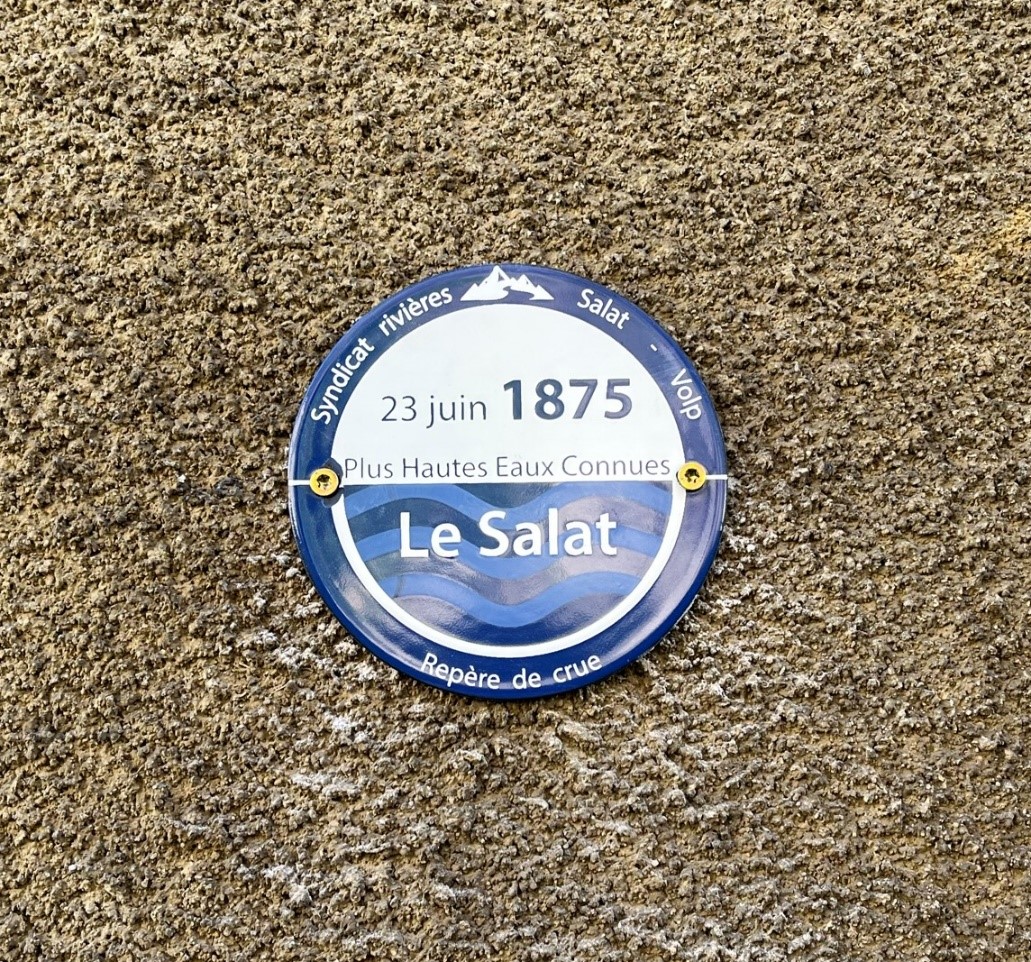 Syndicat rivières Salat - Volp
23 juin 1875
Plus Hautes Eaux Connues
Le Salat
Repère de crue